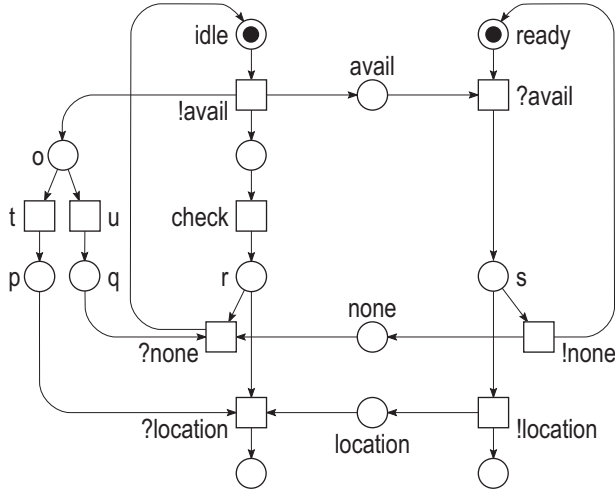 idle
ready
avail
!avail
?avail
o
t
u
check
p
q
r
s
none
?none
!none
?location
location
!location